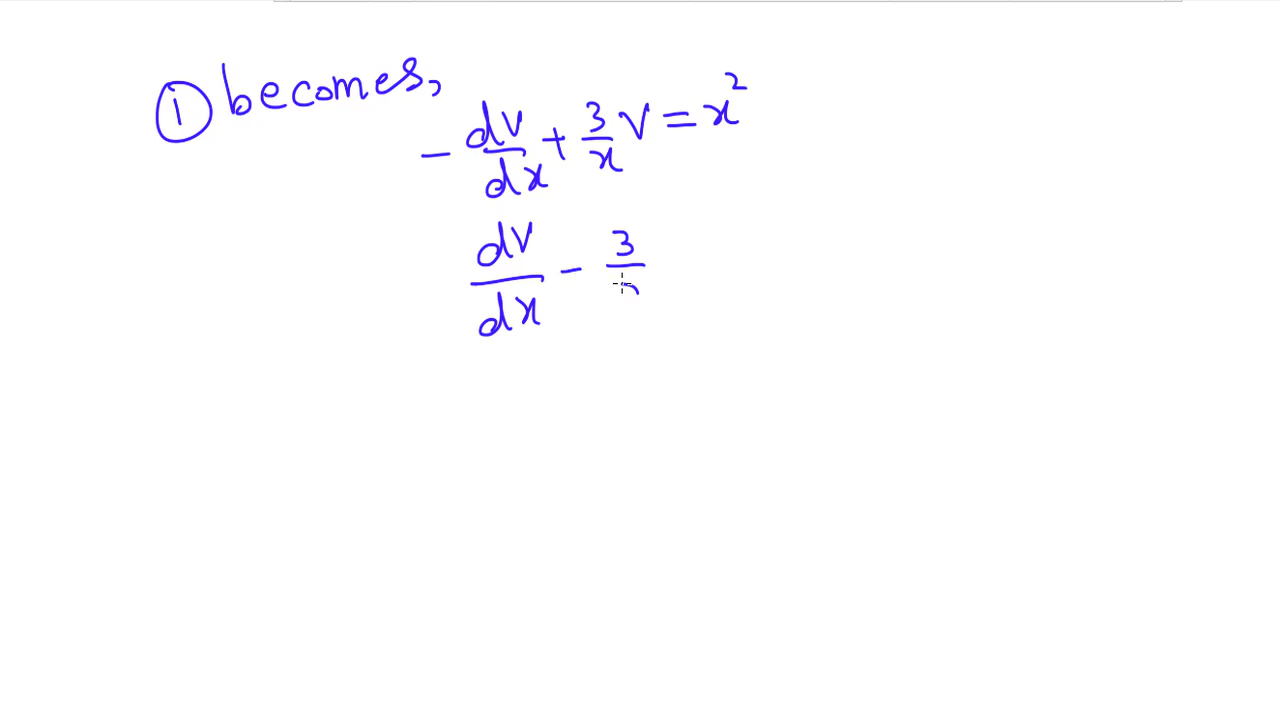 ① becomes,
- dv/dx + 3/x v = x²
dv/dx - 3/